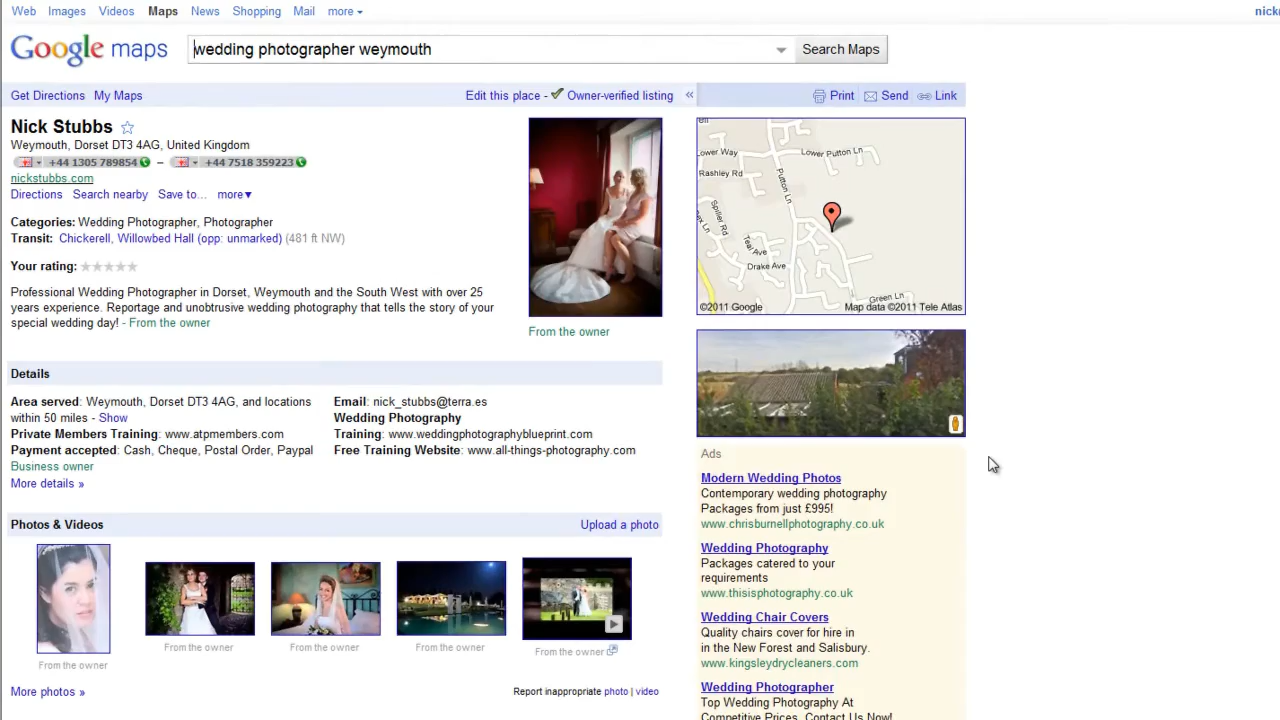 Web Images Videos Maps News Shopping Mail more
Google maps
wedding photographer weymouth
Search Maps
Get Directions My Maps
Edit this place - Owner-verified listing «
Print Send Link
Nick Stubbs
Weymouth, Dorset DT3 4AG, United Kingdom
+44 1305 789854 – +44 7518 359223
nickstubbs.com
Directions Search nearby Save to... more▼
Categories: Wedding Photographer, Photographer
Transit: Chickerell, Willowbed Hall (opp: unmarked) (481 ft NW)
Your rating:
Professional Wedding Photographer in Dorset, Weymouth and the South West with over 25
years experience. Reportage and unobtrusive wedding photography that tells the story of your
special wedding day! - From the owner
From the owner
Lower Way
Lower Putton Ln
Rashley Rd
Putton Ln
Spiller Rd
Teal Ave
Drake Ave
Green Ln
©2011 Google
Map data ©2011 Tele Atlas
Details
Area served: Weymouth, Dorset DT3 4AG, and locations
within 50 miles - Show
Private Members Training: www.atpmembers.com
Payment accepted: Cash, Cheque, Postal Order, Paypal
Business owner
More details »
Email: nick_stubbs@terra.es
Wedding Photography
Training: www.weddingphotographyblueprint.com
Free Training Website: www.all-things-photography.com
Photos & Videos
Upload a photo
From the owner
From the owner
From the owner
From the owner
From the owner
More photos »
Report inappropriate photo | video
Ads
Modern Wedding Photos
Contemporary wedding photography
Packages from just £995!
www.chrisburnellphotography.co.uk
Wedding Photography
Packages catered to your
requirements
www.thisisphotography.co.uk
Wedding Chair Covers
Quality chairs cover for hire in
in the New Forest and Salisbury.
www.kingsleydrycleaners.com
Wedding Photographer
Top Wedding Photography At
Competitive Prices. Contact Us Now!